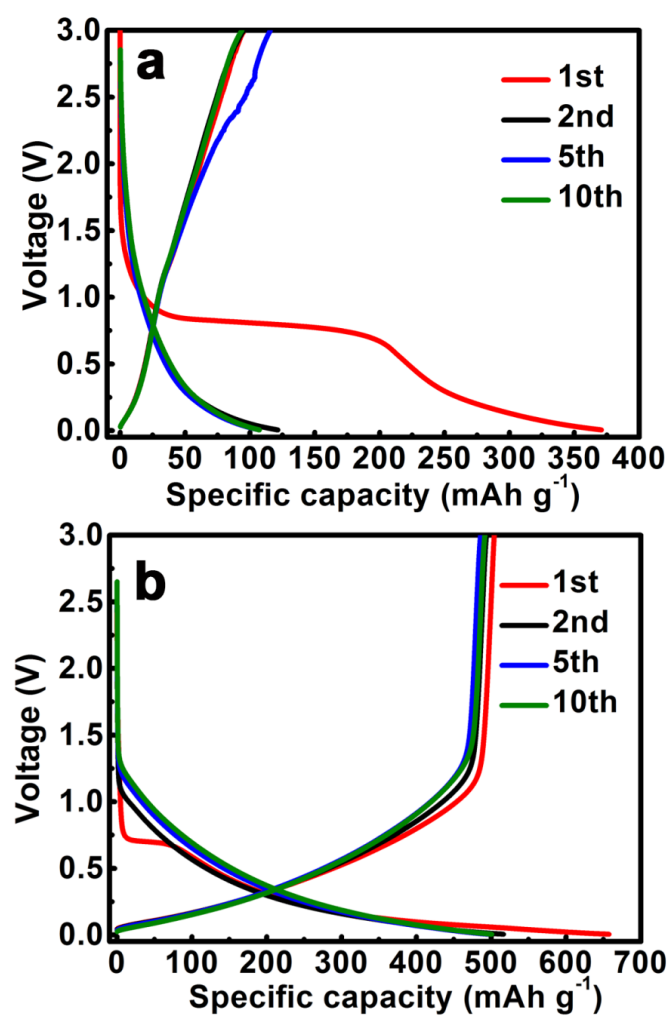 a
3.0
2.5
2.0
1.5
1.0
0.5
0.0
Voltage (V)
1st
2nd
5th
10th
0 50 100 150 200 250 300 350 400
Specific capacity (mAh g⁻¹)
b
3.0
2.5
2.0
1.5
1.0
0.5
0.0
Voltage (V)
1st
2nd
5th
10th
0 100 200 300 400 500 600 700
Specific capacity (mAh g⁻¹)